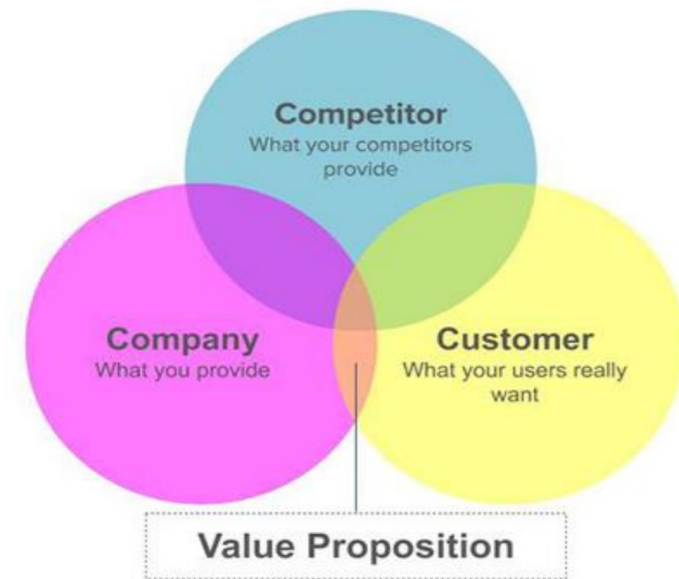 Competitor
What your competitors
provide
Company
What you provide
Customer
What your users really
want
Value Proposition